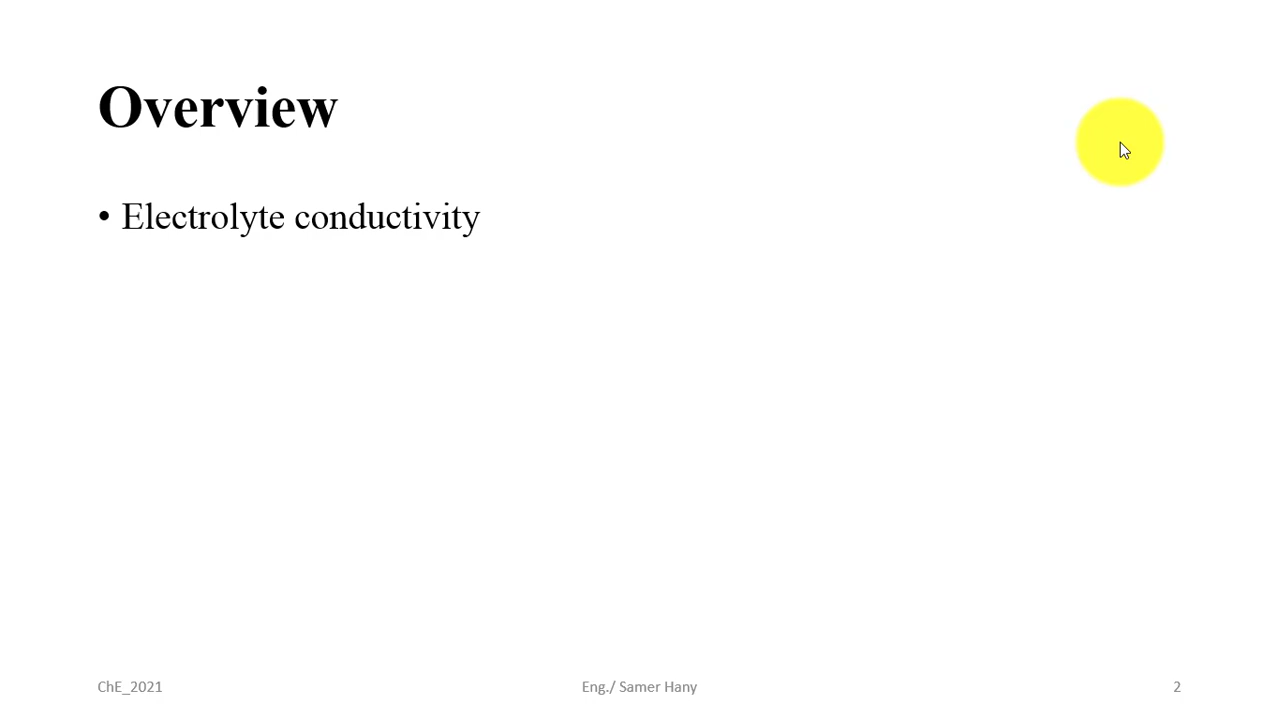 Overview
• Electrolyte conductivity
ChE_2021
Eng./ Samer Hany
2